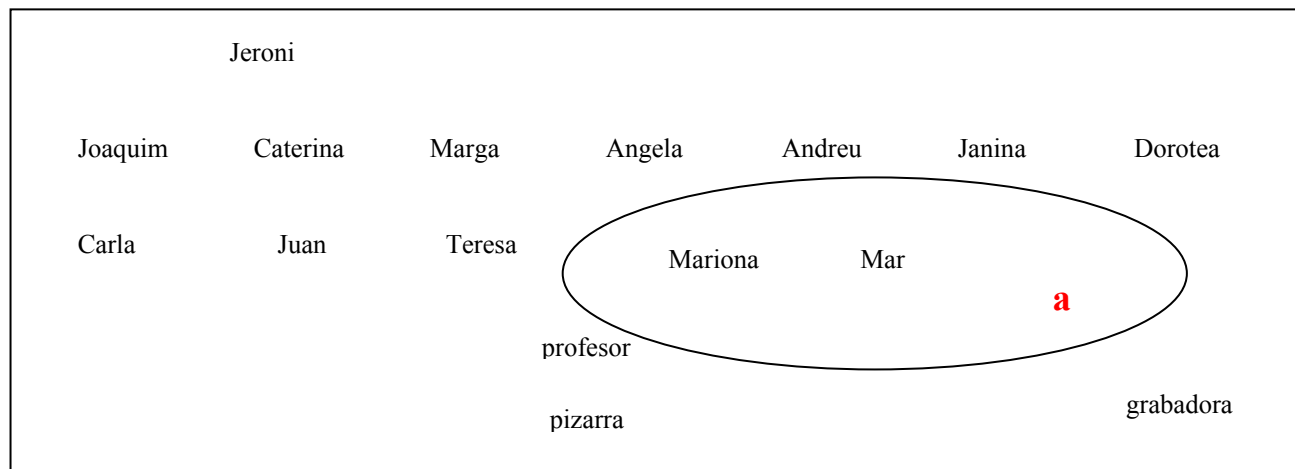 Jeroni
Joaquim Caterina Marga Angela Andreu Janina Dorotea
Carla Juan Teresa Mariona Mar
a
profesor
grabadora
pizarra